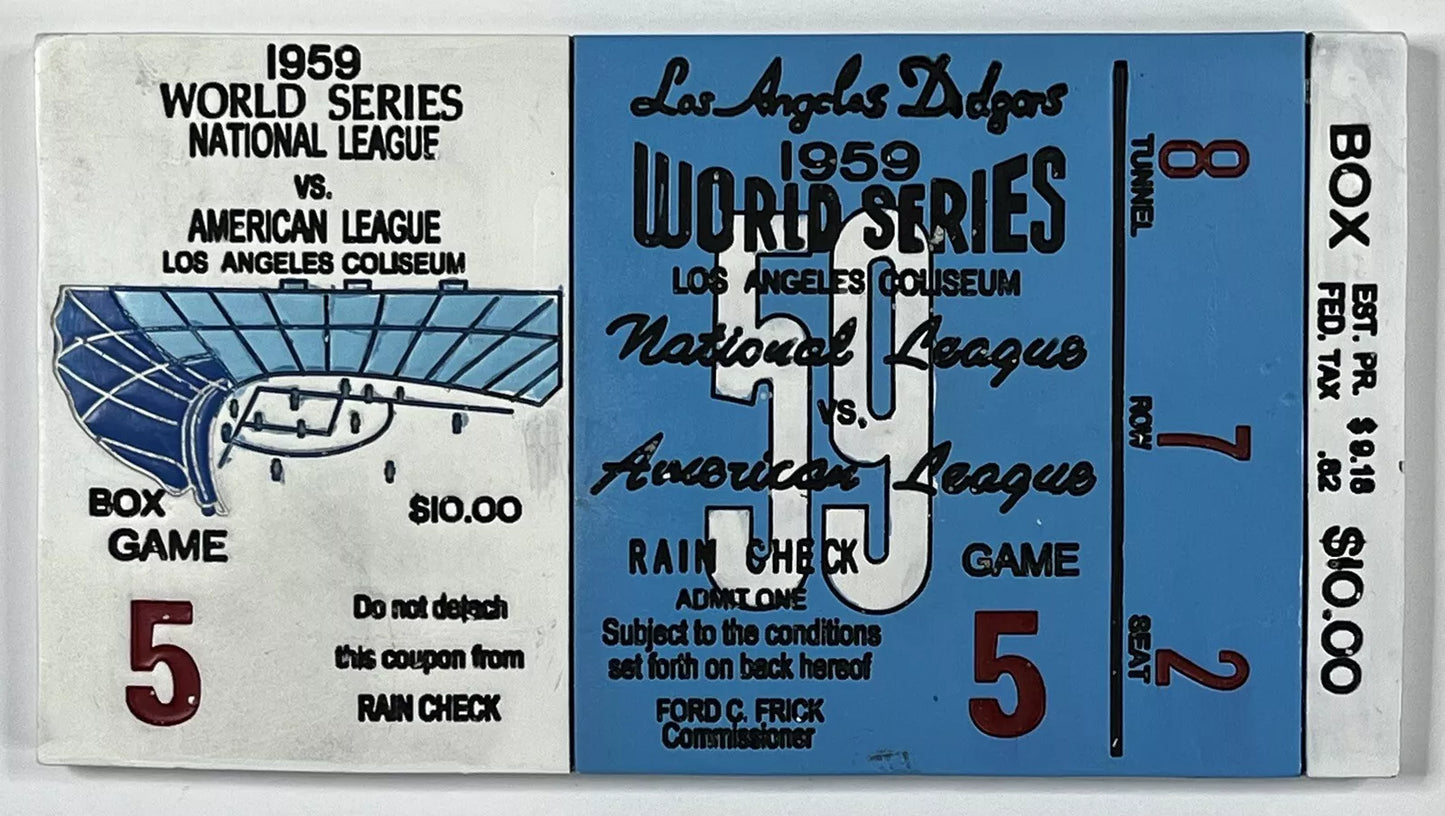 1959
WORLD SERIES
NATIONAL LEAGUE
VS.
AMERICAN LEAGUE
LOS ANGELES COLISEUM
BOX
$10.00
GAME
5
Do not detach
this coupon from
RAIN CHECK
Los Angeles Dodgers
1959
WORLD SERIES
59
LOS ANGELES COLISEUM
National League
vs.
American League
RAIN CHECK
ADMIT ONE
Subject to the conditions
set forth on back hereof
FORD C. FRICK
Commissioner
GAME
5
TUNNEL 8
ROW 7
SEAT 2
BOX
EST. PR. $9.18
FED. TAX .82
$10.00